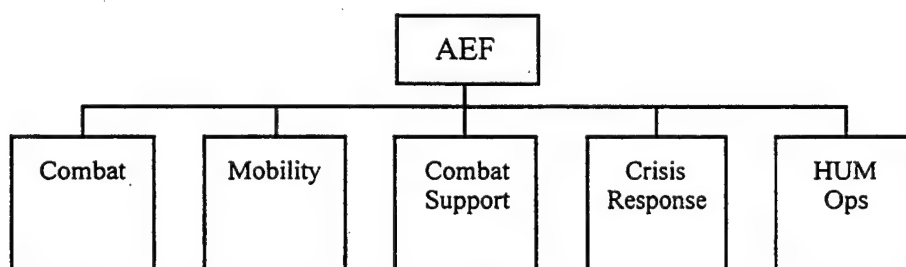 AEF
Combat
Mobility
Combat
Support
Crisis
Response
HUM
Ops